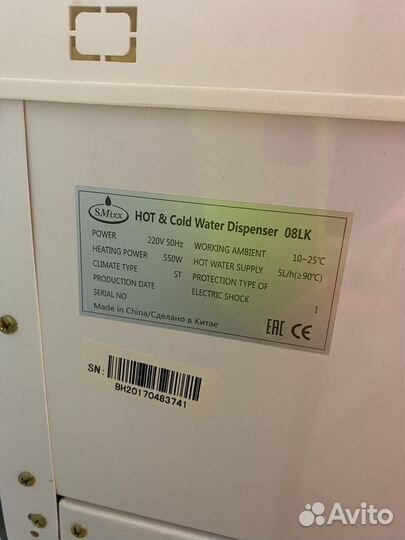 SMixx HOT & Cold Water Dispenser 08LK
POWER 220V 50Hz WORKING AMBIENT 10~25℃
HEATING POWER 550W HOT WATER SUPPLY 5L/h(≥90℃)
CLIMATE TYPE ST PROTECTION TYPE OF
PRODUCTION DATE ELECTRIC SHOCK I
SERIAL NO
Made in China/Сделано в Китае EAC CE
SN:
BH20170483741
Avito